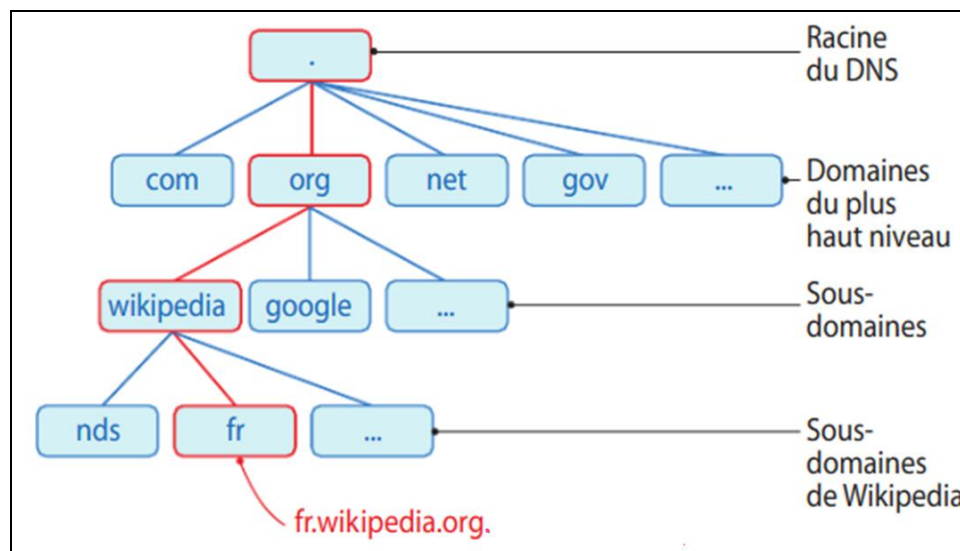 .
Racine
du DNS
com
org
net
gov
...
Domaines
du plus
haut niveau
wikipedia
google
...
Sous-
domaines
nds
fr
...
Sous-
domaines
de Wikipedia
fr.wikipedia.org.